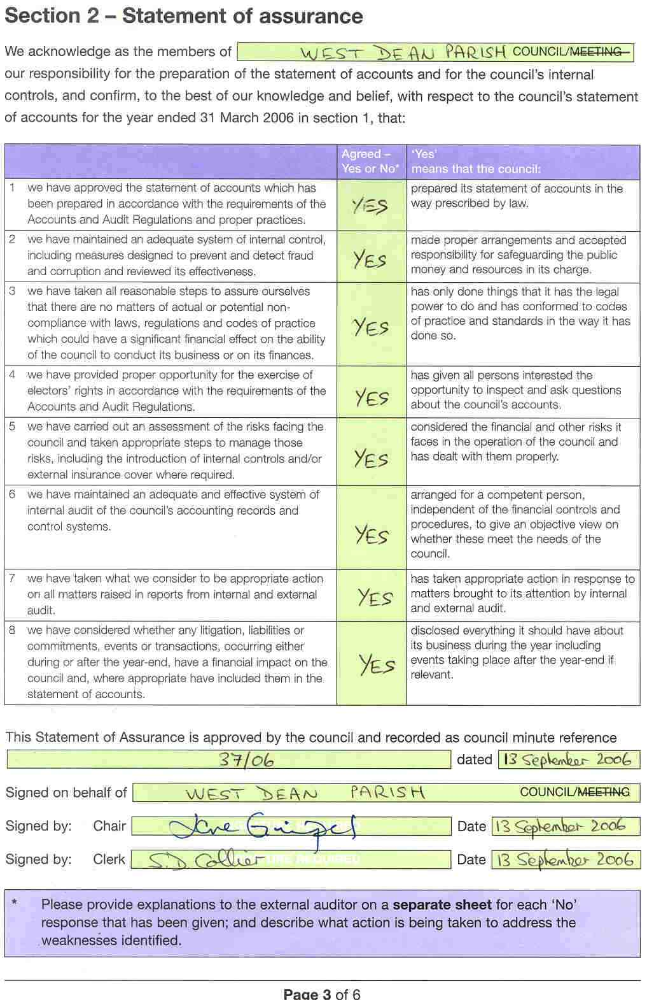 Section 2 – Statement of assurance
We acknowledge as the members of WEST DEAN PARISH COUNCIL/MEETING
our responsibility for the preparation of the statement of accounts and for the council's internal
controls, and confirm, to the best of our knowledge and belief, with respect to the council's statement
of accounts for the year ended 31 March 2006 in section 1, that:
Agreed –
Yes or No*
'Yes'
means that the council:
1 we have approved the statement of accounts which has
been prepared in accordance with the requirements of the
Accounts and Audit Regulations and proper practices.
YES
prepared its statement of accounts in the
way prescribed by law.
2 we have maintained an adequate system of internal control,
including measures designed to prevent and detect fraud
and corruption and reviewed its effectiveness.
YES
made proper arrangements and accepted
responsibility for safeguarding the public
money and resources in its charge.
3 we have taken all reasonable steps to assure ourselves
that there are no matters of actual or potential non-
compliance with laws, regulations and codes of practice
which could have a significant financial effect on the ability
of the council to conduct its business or on its finances.
YES
has only done things that it has the legal
power to do and has conformed to codes
of practice and standards in the way it has
done so.
4 we have provided proper opportunity for the exercise of
electors' rights in accordance with the requirements of the
Accounts and Audit Regulations.
YES
has given all persons interested the
opportunity to inspect and ask questions
about the council's accounts.
5 we have carried out an assessment of the risks facing the
council and taken appropriate steps to manage those
risks, including the introduction of internal controls and/or
external insurance cover where required.
YES
considered the financial and other risks it
faces in the operation of the council and
has dealt with them properly.
6 we have maintained an adequate and effective system of
internal audit of the council's accounting records and
control systems.
YES
arranged for a competent person,
independent of the financial controls and
procedures, to give an objective view on
whether these meet the needs of the
council.
7 we have taken what we consider to be appropriate action
on all matters raised in reports from internal and external
audit.
YES
has taken appropriate action in response to
matters brought to its attention by internal
and external audit.
8 we have considered whether any litigation, liabilities or
commitments, events or transactions, occurring either
during or after the year-end, have a financial impact on the
council and, where appropriate have included them in the
statement of accounts.
YES
disclosed everything it should have about
its business during the year including
events taking place after the year-end if
relevant.
This Statement of Assurance is approved by the council and recorded as council minute reference
37/06 dated 13 September 2006
Signed on behalf of WEST DEAN PARISH COUNCIL/MEETING
Signed by: Chair Date 13 September 2006
Signed by: Clerk S.D. Collier REQUIRED Date 13 September 2006
* Please provide explanations to the external auditor on a separate sheet for each 'No'
response that has been given; and describe what action is being taken to address the
weaknesses identified.
Page 3 of 6